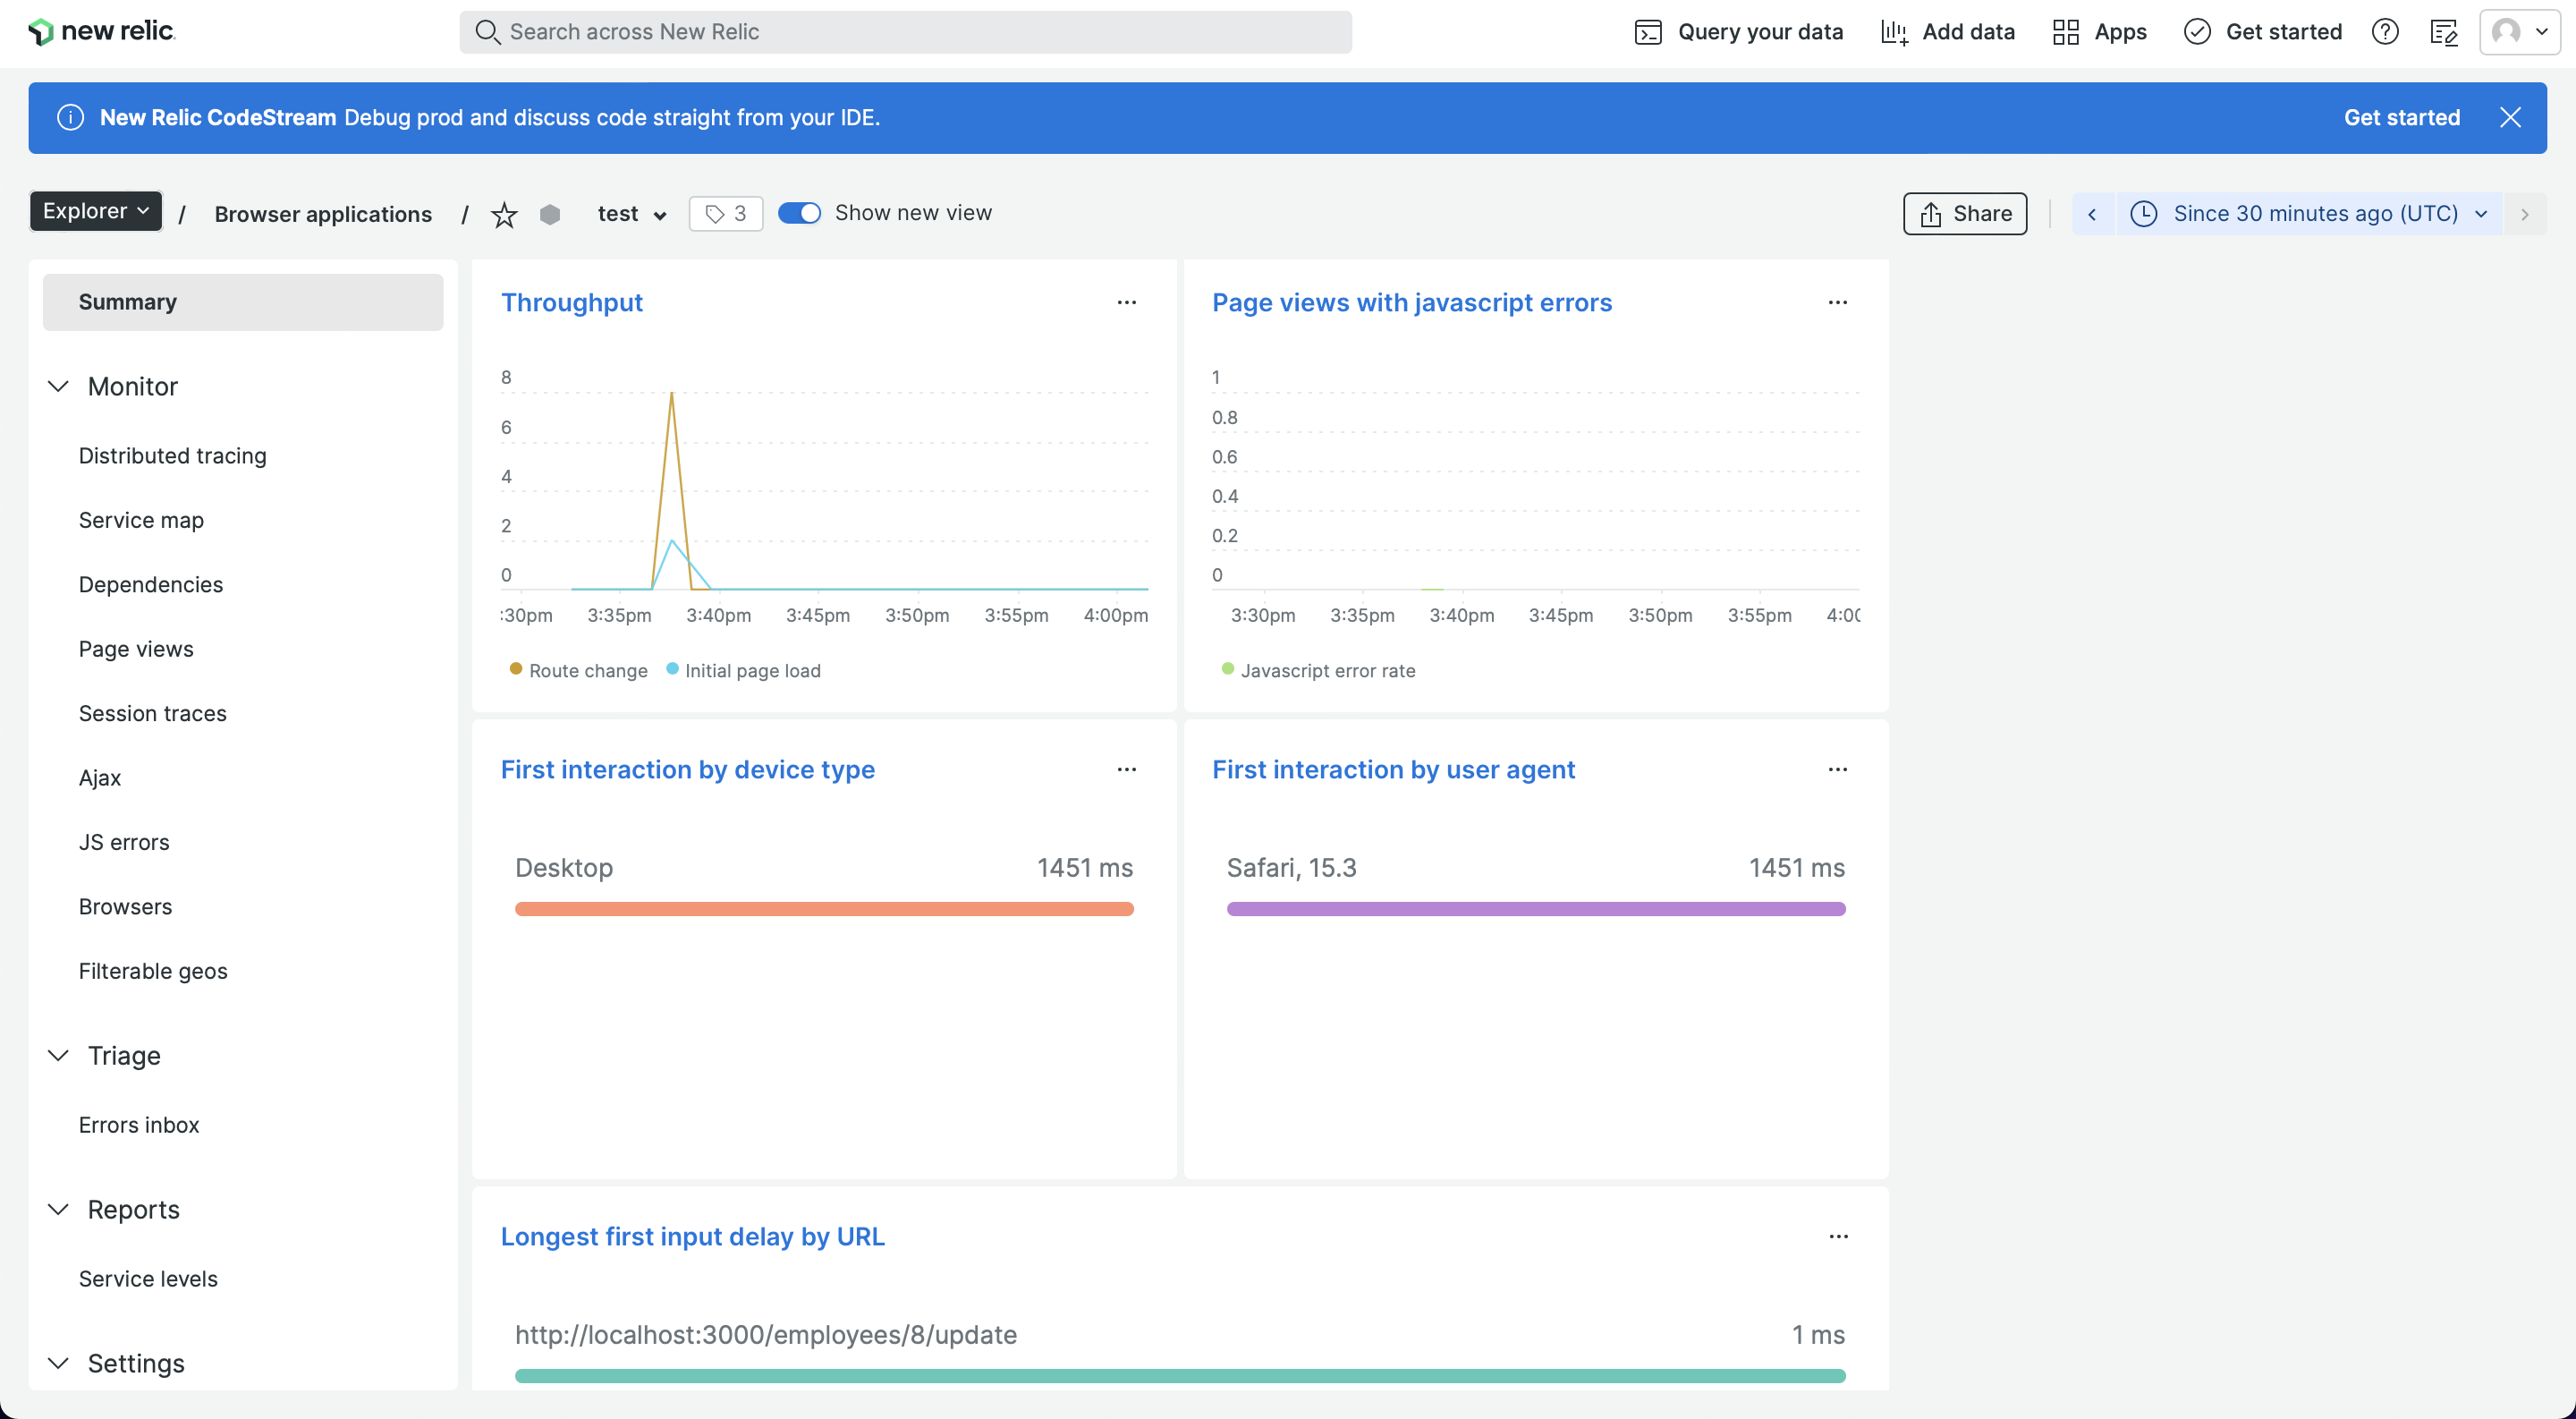 new relic.
Search across New Relic
Query your data
Add data
Apps
Get started
New Relic CodeStream Debug prod and discuss code straight from your IDE.
Get started
Explorer / Browser applications / test 3 Show new view
Share
Since 30 minutes ago (UTC)
Summary
Monitor
Distributed tracing
Service map
Dependencies
Page views
Session traces
Ajax
JS errors
Browsers
Filterable geos
Triage
Errors inbox
Reports
Service levels
Settings
Throughput
8
6
4
2
0
:30pm 3:35pm 3:40pm 3:45pm 3:50pm 3:55pm 4:00pm
Route change Initial page load
Page views with javascript errors
1
0.8
0.6
0.4
0.2
0
3:30pm 3:35pm 3:40pm 3:45pm 3:50pm 3:55pm 4:00
Javascript error rate
First interaction by device type
Desktop 1451 ms
First interaction by user agent
Safari, 15.3 1451 ms
Longest first input delay by URL
http://localhost:3000/employees/8/update 1 ms